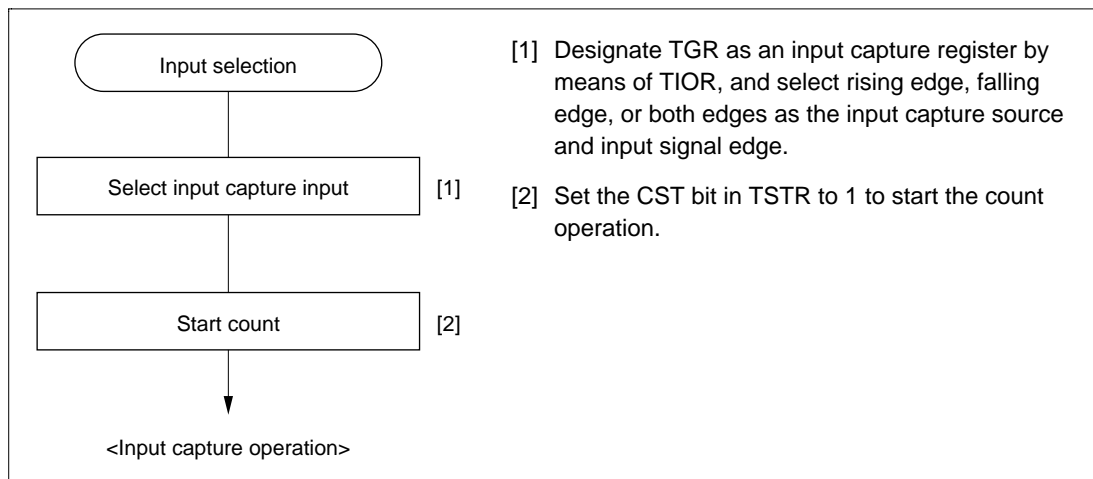 Input selection
Select input capture input
[1]
Start count
[2]
<Input capture operation>
[1] Designate TGR as an input capture register by
means of TIOR, and select rising edge, falling
edge, or both edges as the input capture source
and input signal edge.
[2] Set the CST bit in TSTR to 1 to start the count
operation.